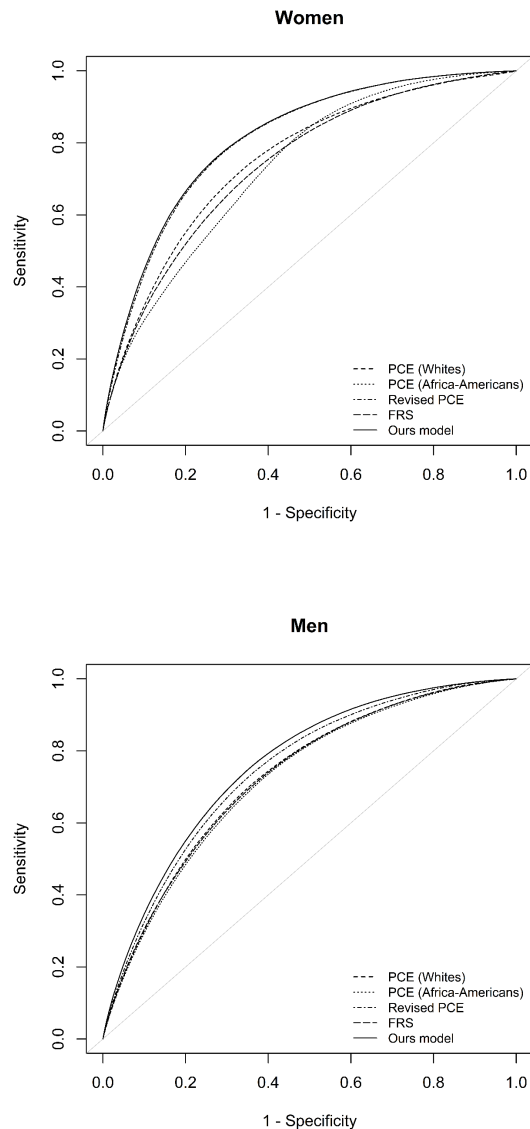 Women
1.0
0.8
0.6
0.4
0.2
0.0
Sensitivity
PCE (Whites)
PCE (Africa-Americans)
Revised PCE
FRS
Ours model
0.0 0.2 0.4 0.6 0.8 1.0
1 - Specificity
Men
1.0
0.8
0.6
0.4
0.2
0.0
Sensitivity
PCE (Whites)
PCE (Africa-Americans)
Revised PCE
FRS
Ours model
0.0 0.2 0.4 0.6 0.8 1.0
1 - Specificity